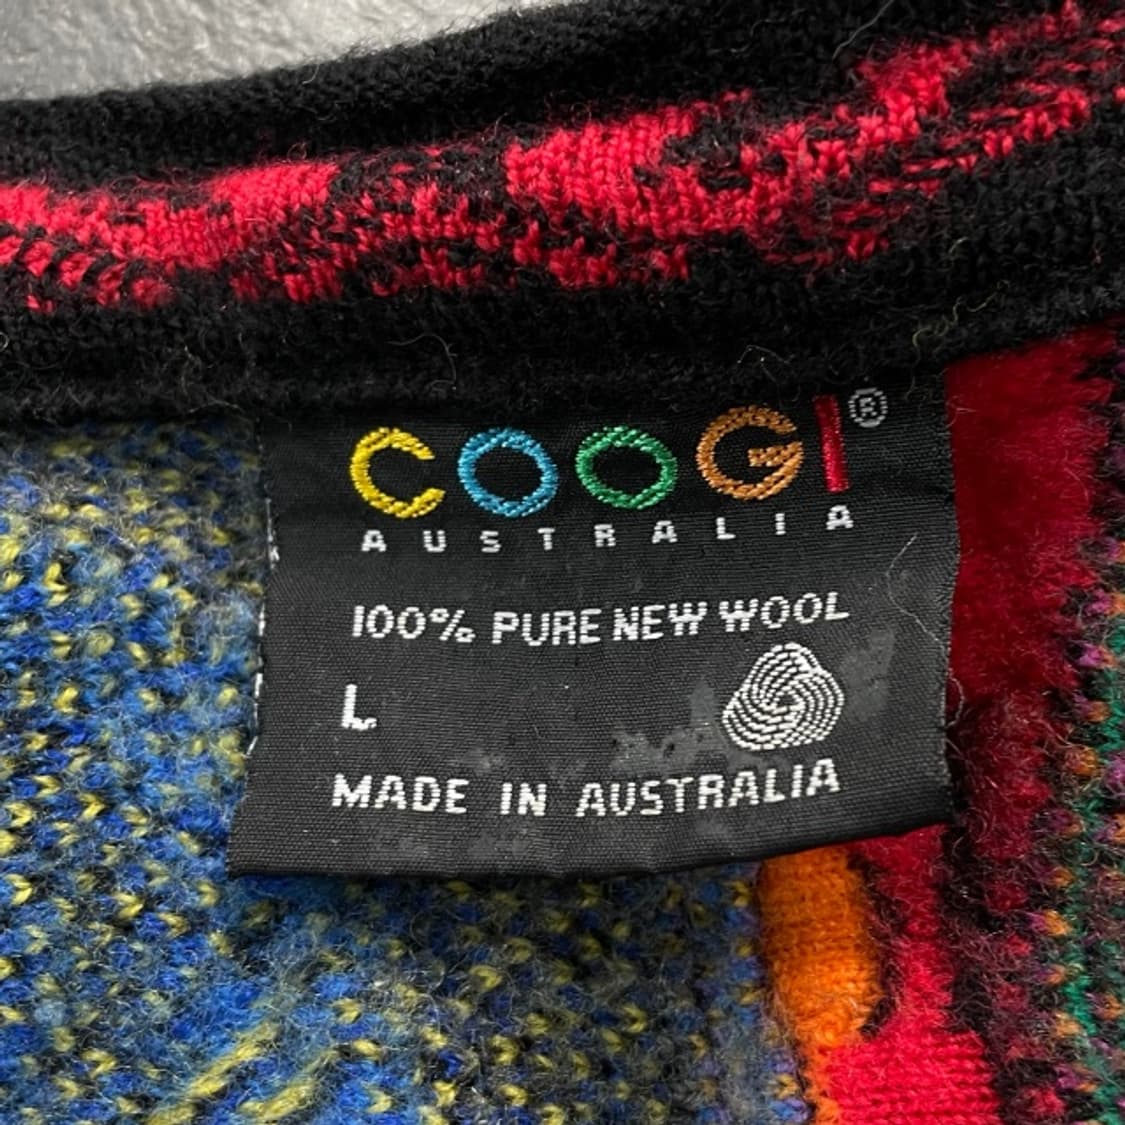 COOGI®
AUSTRALIA
100% PURE NEW WOOL
L
MADE IN AUSTRALIA